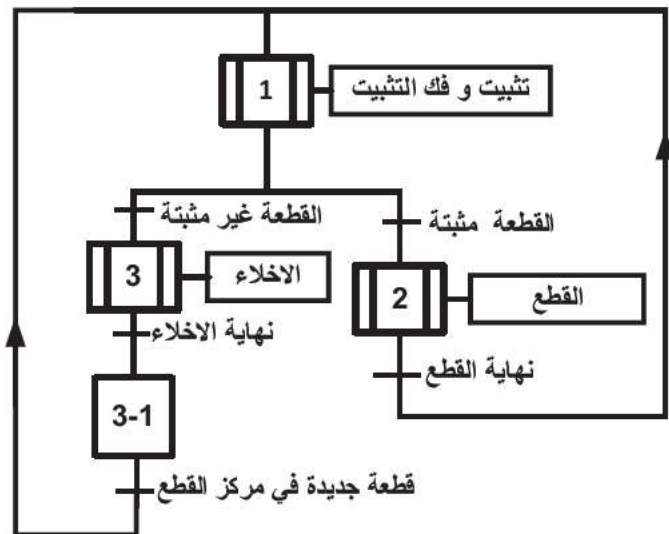 1
تثبيت و فك التثبيت
القطعة غير مثبتة
القطعة مثبتة
3
الاخلاء
2
القطع
نهاية الاخلاء
نهاية القطع
3-1
قطعة جديدة في مركز القطع